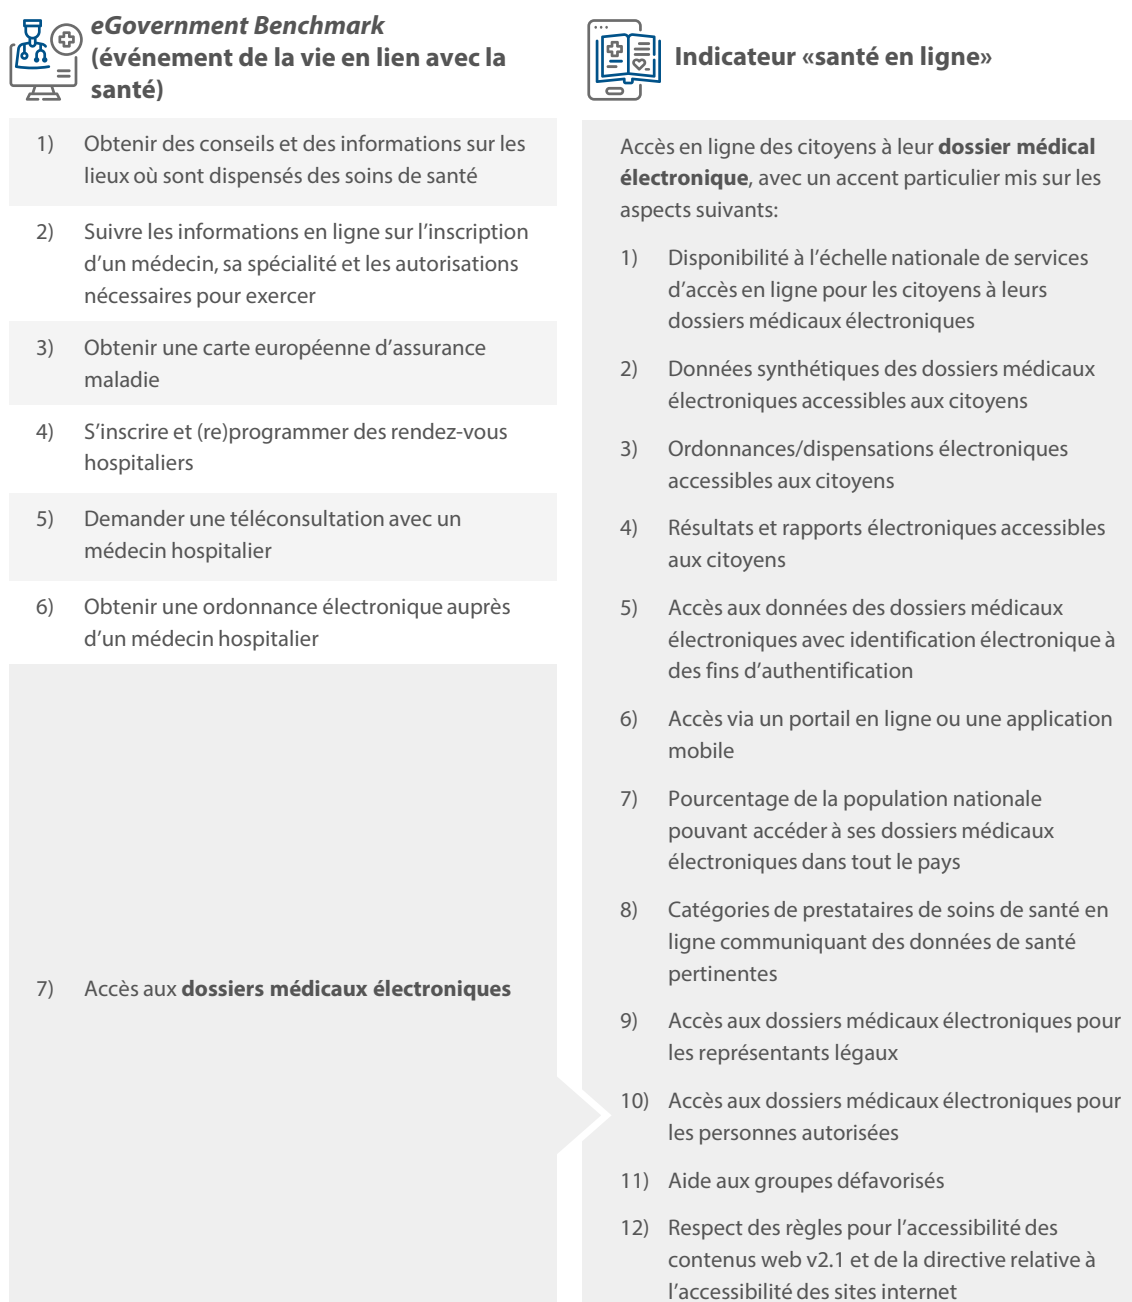 eGovernment Benchmark
(événement de la vie en lien avec la
santé)
1) Obtenir des conseils et des informations sur les
lieux où sont dispensés des soins de santé
2) Suivre les informations en ligne sur l’inscription
d’un médecin, sa spécialité et les autorisations
nécessaires pour exercer
3) Obtenir une carte européenne d’assurance
maladie
4) S’inscrire et (re)programmer des rendez-vous
hospitaliers
5) Demander une téléconsultation avec un
médecin hospitalier
6) Obtenir une ordonnance électronique auprès
d’un médecin hospitalier
7) Accès aux dossiers médicaux électroniques
Indicateur «santé en ligne»
Accès en ligne des citoyens à leur dossier médical
électronique, avec un accent particulier mis sur les
aspects suivants:
1) Disponibilité à l’échelle nationale de services
d’accès en ligne pour les citoyens à leurs
dossiers médicaux électroniques
2) Données synthétiques des dossiers médicaux
électroniques accessibles aux citoyens
3) Ordonnances/dispensations électroniques
accessibles aux citoyens
4) Résultats et rapports électroniques accessibles
aux citoyens
5) Accès aux données des dossiers médicaux
électroniques avec identification électronique à
des fins d’authentification
6) Accès via un portail en ligne ou une application
mobile
7) Pourcentage de la population nationale
pouvant accéder à ses dossiers médicaux
électroniques dans tout le pays
8) Catégories de prestataires de soins de santé en
ligne communiquant des données de santé
pertinentes
9) Accès aux dossiers médicaux électroniques pour
les représentants légaux
10) Accès aux dossiers médicaux électroniques pour
les personnes autorisées
11) Aide aux groupes défavorisés
12) Respect des règles pour l’accessibilité des
contenus web v2.1 et de la directive relative à
l’accessibilité des sites internet